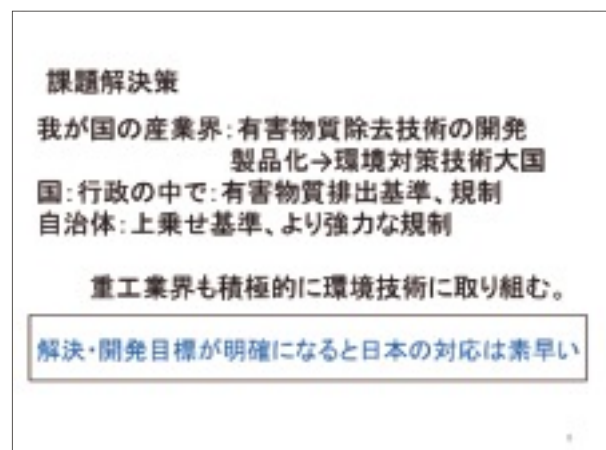 課題解決策
我が国の産業界：有害物質除去技術の開発
製品化→環境対策技術大国
国：行政の中で：有害物質排出基準、規制
自治体：上乗せ基準、より強力な規制
重工業界も積極的に環境技術に取り組む。
解決・開発目標が明確になると日本の対応は素早い